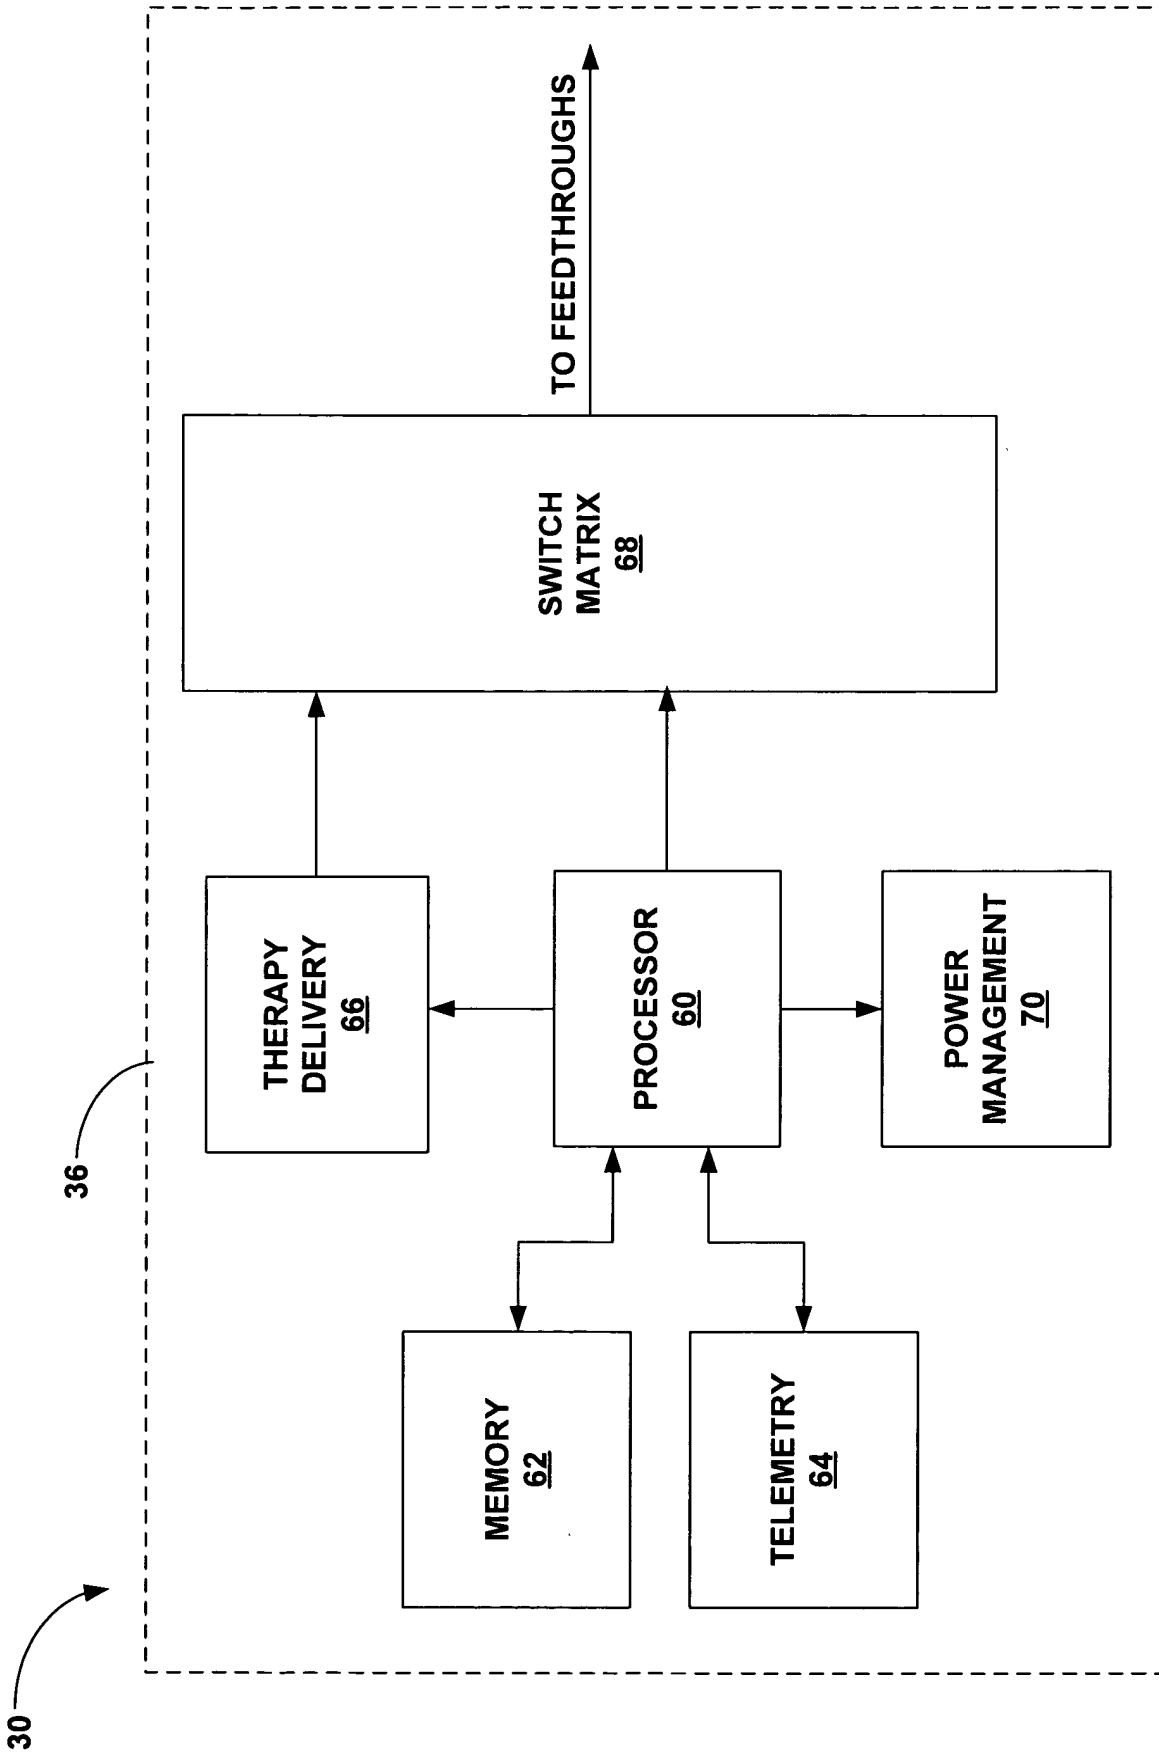 30
36
MEMORY
62
TELEMETRY
64
THERAPY
DELIVERY
66
PROCESSOR
60
POWER
MANAGEMENT
70
SWITCH
MATRIX
68
TO FEEDTHROUGHS